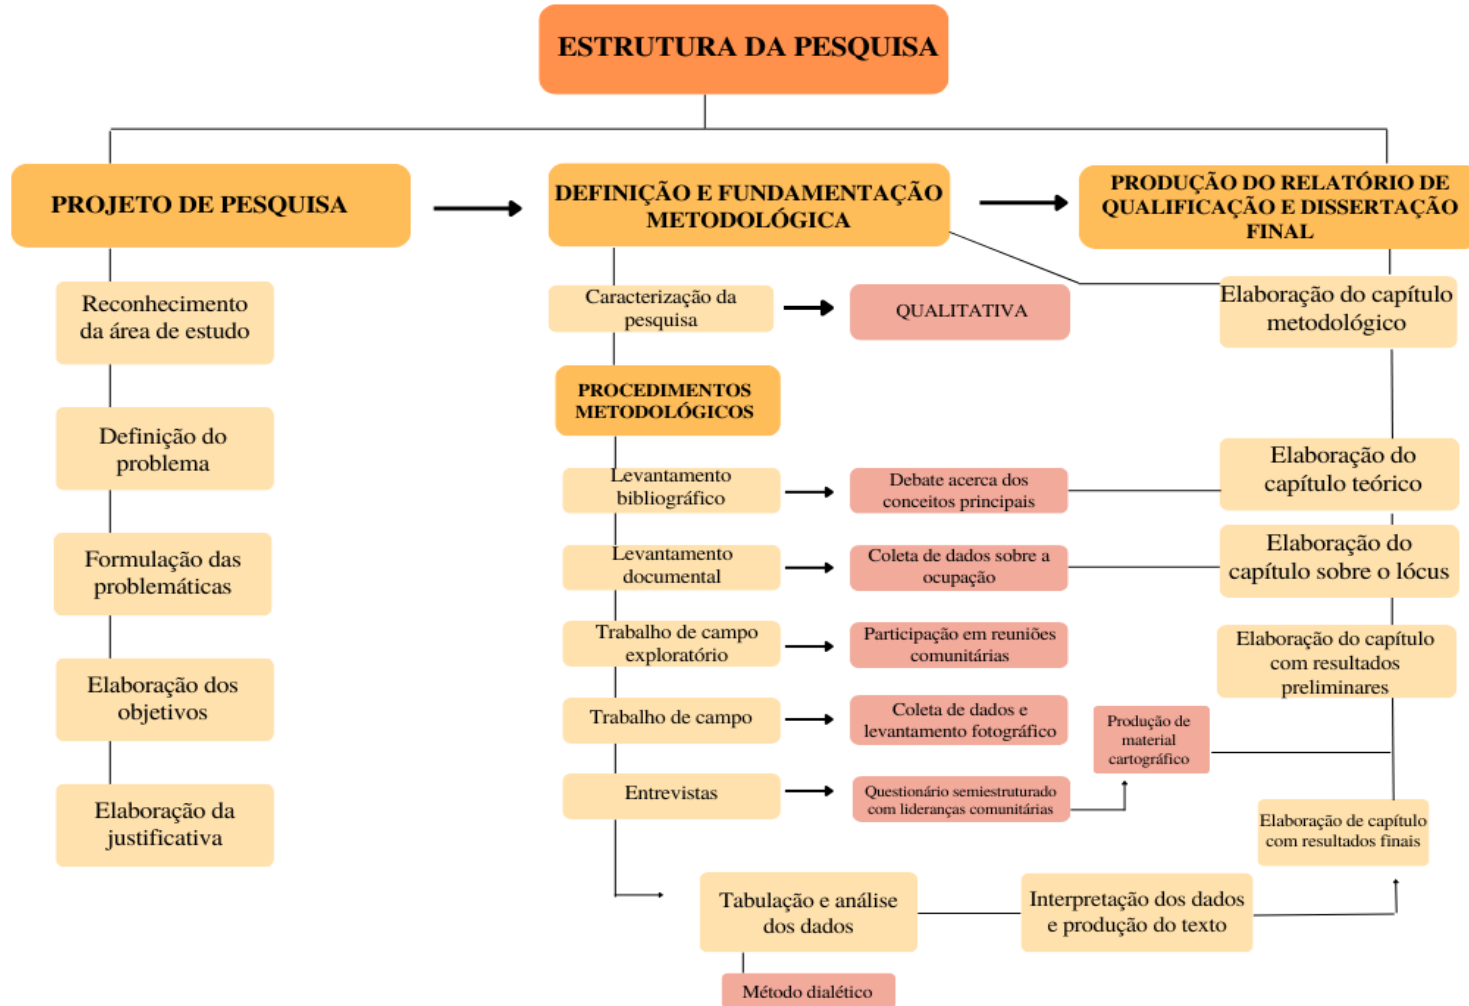 ESTRUTURA DA PESQUISA
PROJETO DE PESQUISA
Reconhecimento
da área de estudo
Definição do
problema
Formulação das
problemáticas
Elaboração dos
objetivos
Elaboração da
justificativa
DEFINIÇÃO E FUNDAMENTAÇÃO
METODOLÓGICA
Caracterização da
pesquisa
QUALITATIVA
PROCEDIMENTOS
METODOLÓGICOS
Levantamento
bibliográfico
Debate acerca dos
conceitos principais
Levantamento
documental
Coleta de dados sobre a
ocupação
Trabalho de campo
exploratório
Participação em reuniões
comunitárias
Trabalho de campo
Coleta de dados e
levantamento fotográfico
Entrevistas
Questionário semiestruturado
com lideranças comunitárias
Produção de
material
cartográfico
Tabulação e análise
dos dados
Método dialético
Interpretação dos dados
e produção do texto
PRODUÇÃO DO RELATÓRIO DE
QUALIFICAÇÃO E DISSERTAÇÃO
FINAL
Elaboração do capítulo
metodológico
Elaboração do
capítulo teórico
Elaboração do
capítulo sobre o lócus
Elaboração do capítulo
com resultados
preliminares
Elaboração de capítulo
com resultados finais